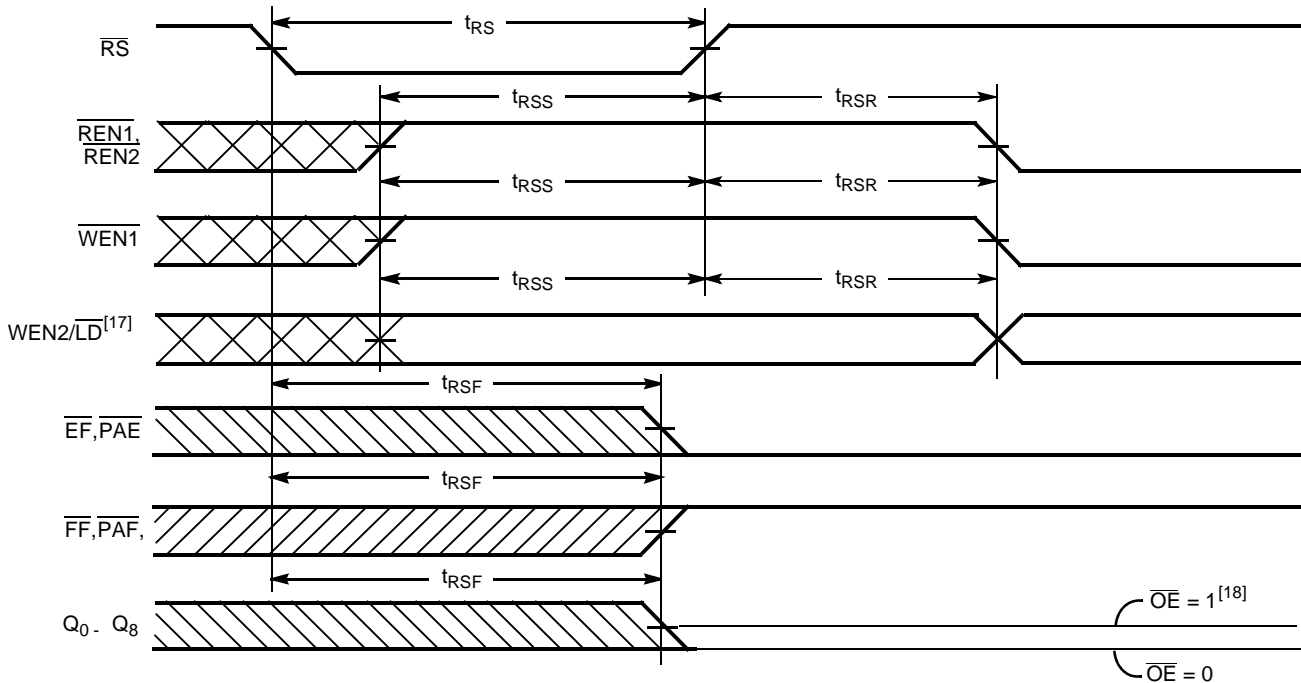 tRS
RS
tRSS tRSR
REN1,
REN2
tRSS tRSR
WEN1
tRSS tRSR
WEN2/LD[17]
tRSF
EF,PAE
tRSF
FF,PAF,
tRSF
OE = 1[18]
Q0 - Q8
OE = 0